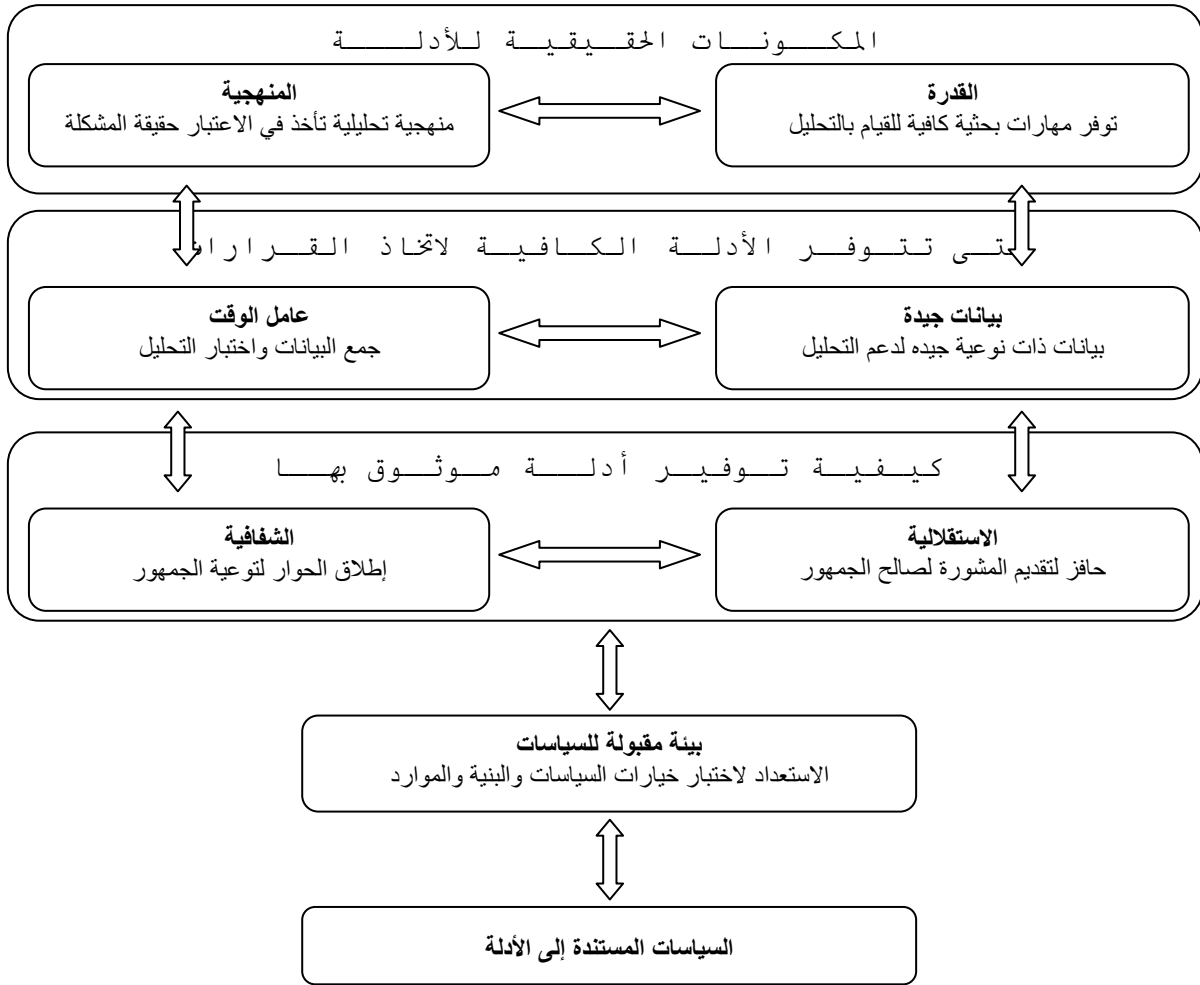 المكونات الحقيقية للأدلة
القدرة
توفر مهارات بحثية كافية للقيام بالتحليل
المنهجية
منهجية تحليلية تأخذ في الاعتبار حقيقة المشكلة
تتوفر الأدلة الكافية لاتخاذ
بيانات جيدة
بيانات ذات نوعية جيده لدعم التحليل
عامل الوقت
جمع البيانات واختبار التحليل
كيفية توفير أدلة موثوق بها
الاستقلالية
حافز لتقديم المشورة لصالح الجمهور
الشفافية
إطلاق الحوار لتوعية الجمهور
بيئة مقبولة للسياسات
الاستعداد لاختبار خيارات السياسات والبنية والموارد
السياسات المستندة إلى الأدلة